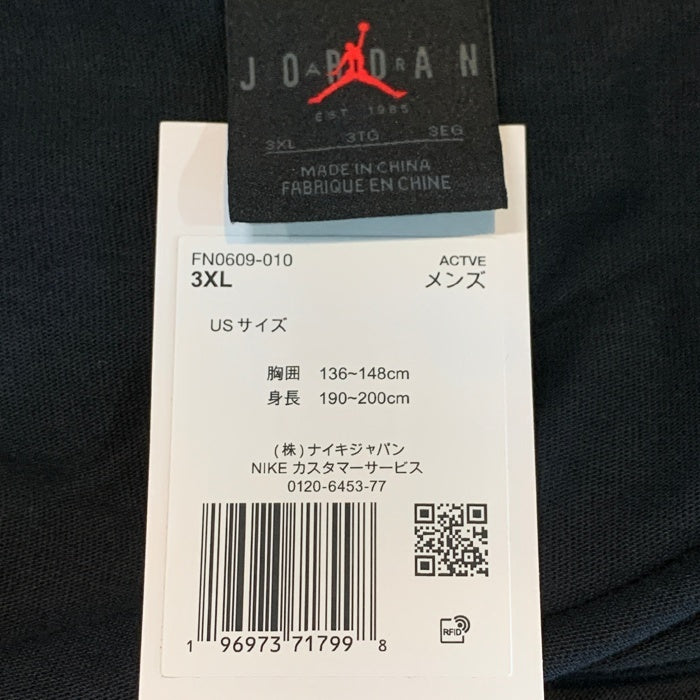 JORDAN
AIR
EST. 1985
3XL 3TG 3EG
MADE IN CHINA
FABRIQUE EN CHINE
FN0609-010 ACTVE
3XL メンズ
US サイズ
胸囲 136~148cm
身長 190~200cm
(株)ナイキジャパン
NIKE カスタマーサービス
0120-6453-77
RFID
1 96973 71799 8